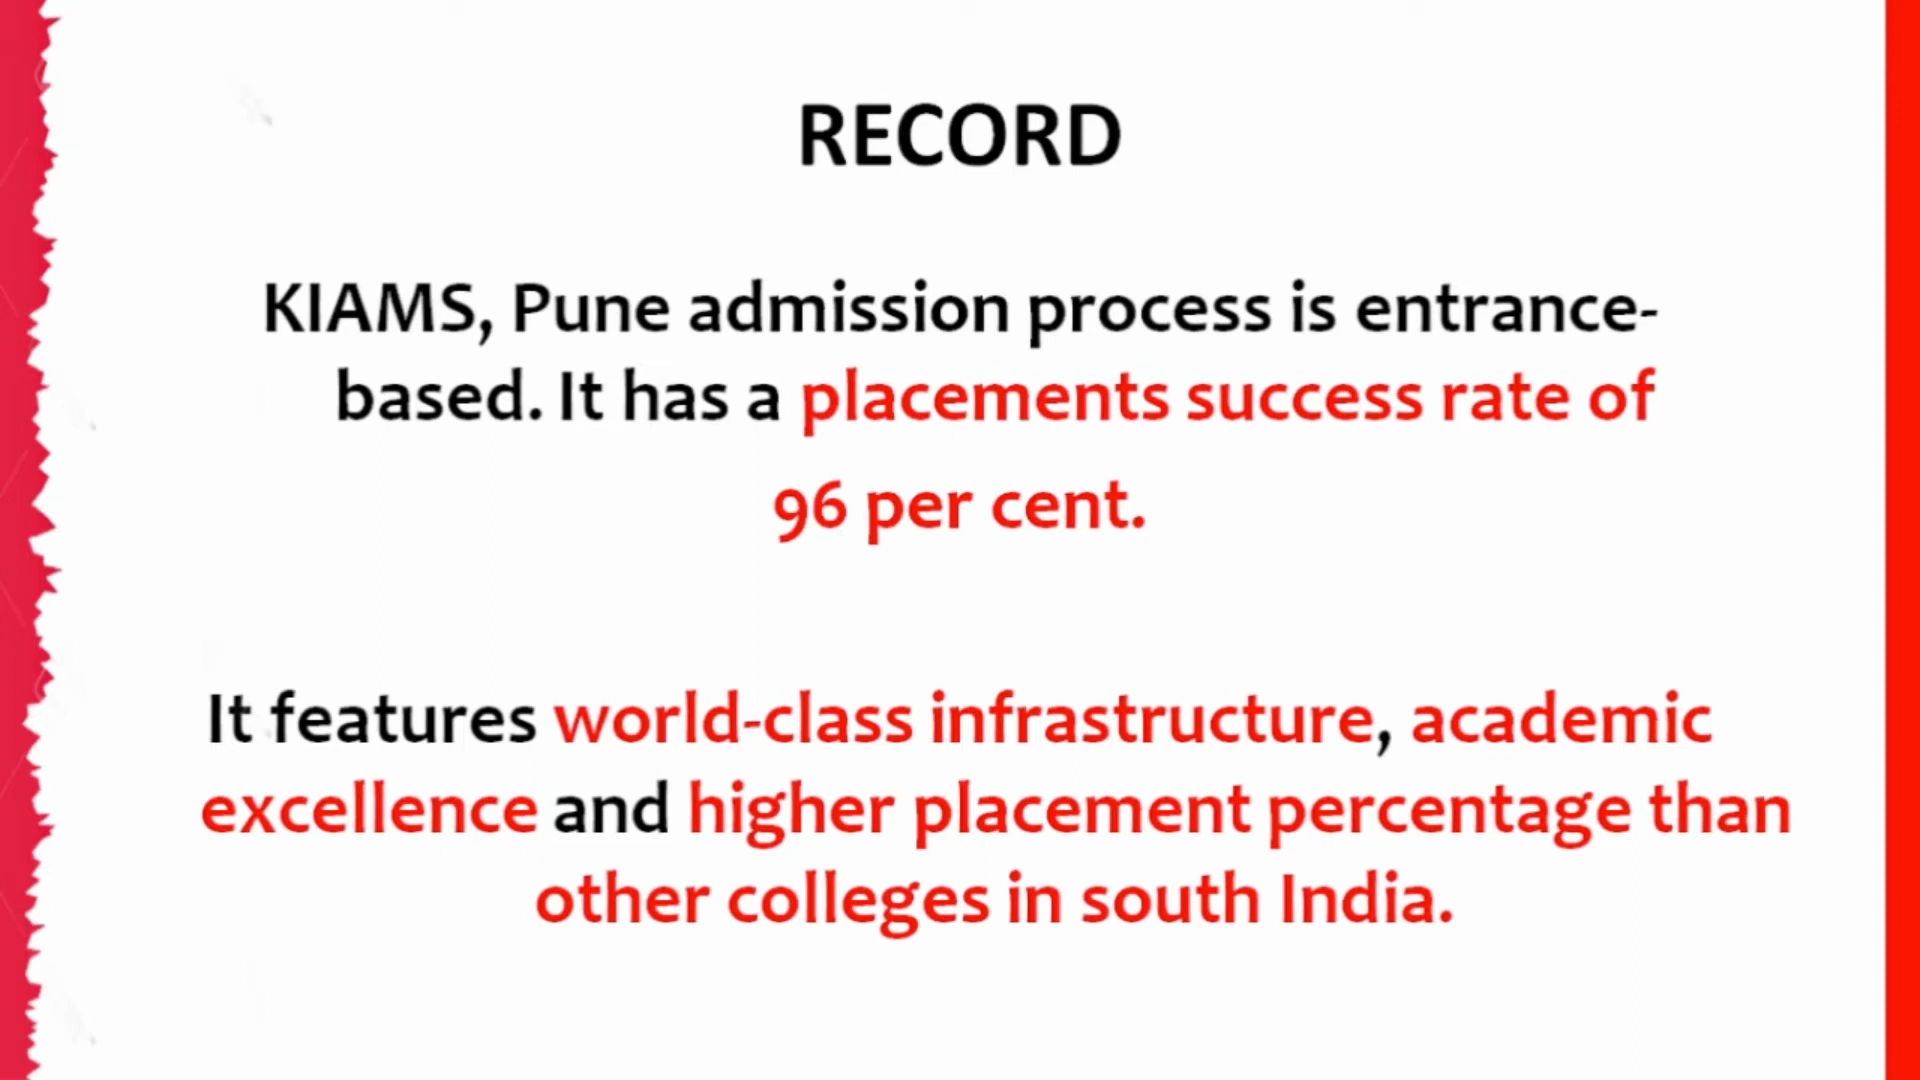 RECORD
KIAMS, Pune admission process is entrance-
based. It has a placements success rate of
96 per cent.
It features world-class infrastructure, academic
excellence and higher placement percentage than
other colleges in south India.